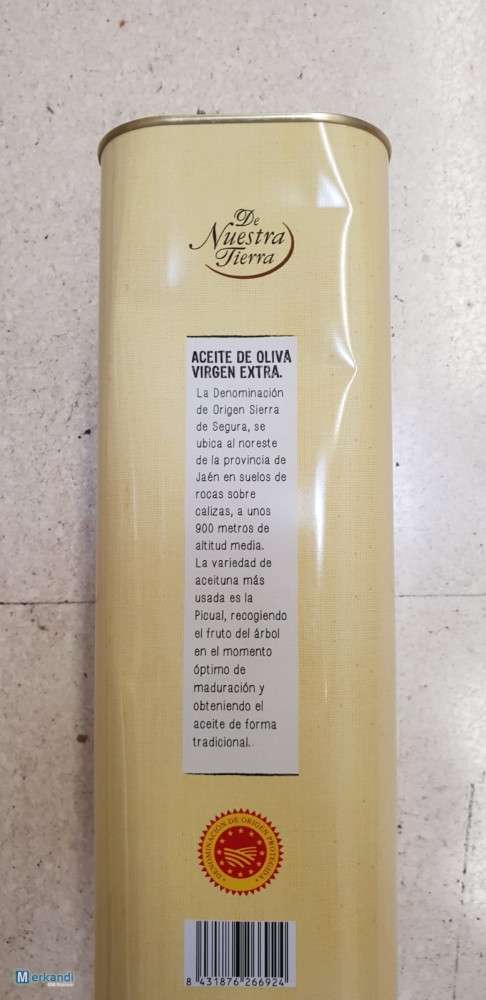 De
Nuestra
Tierra
ACEITE DE OLIVA
VIRGEN EXTRA.
La Denominación
de Origen Sierra
de Segura, se
ubica al noreste
de la provincia de
Jaén en suelos de
rocas sobre
calizas, a unos
900 metros de
altitud media.
La variedad de
aceituna más
usada es la
Picual, recogiendo
el fruto del árbol
en el momento
óptimo de
maduración y
obteniendo el
aceite de forma
tradicional.
DENOMINACIÓN DE ORIGEN PROTEGIDA
8 431876 266924
Merkandi